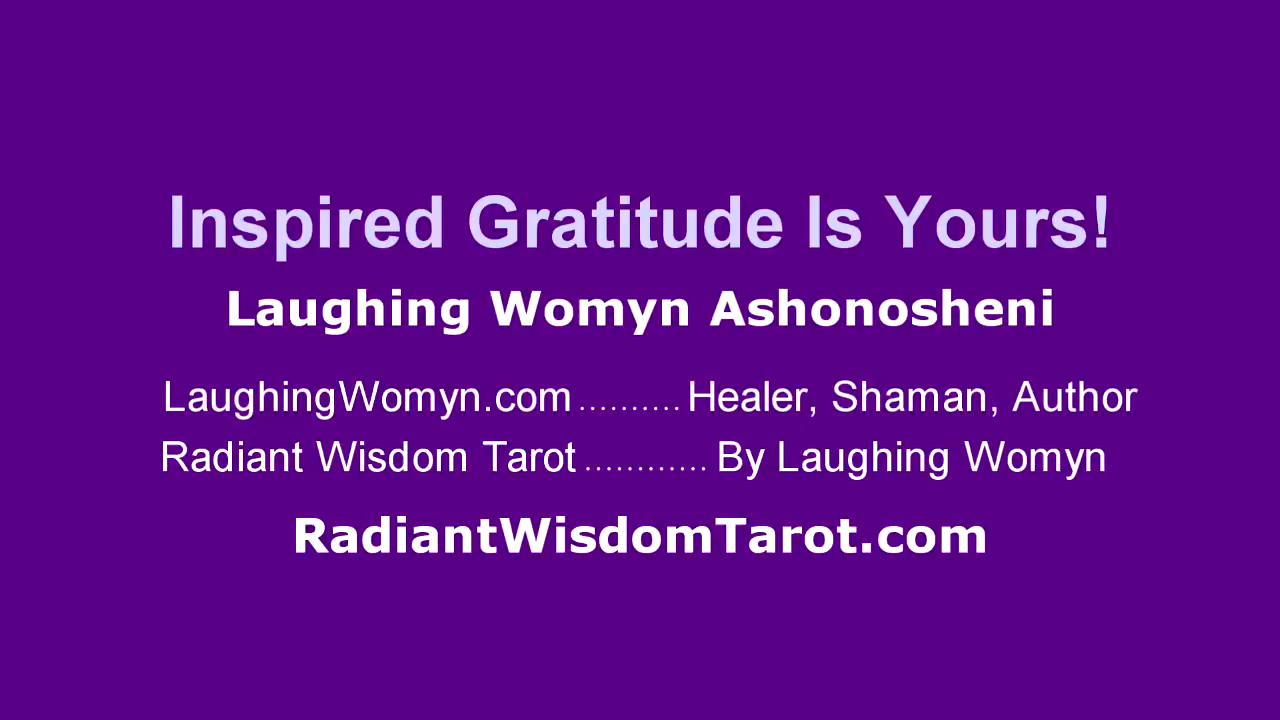 Inspired Gratitude Is Yours!
Laughing Womyn Ashonosheni
LaughingWomyn.com .......... Healer, Shaman, Author
Radiant Wisdom Tarot ............ By Laughing Womyn
RadiantWisdomTarot.com